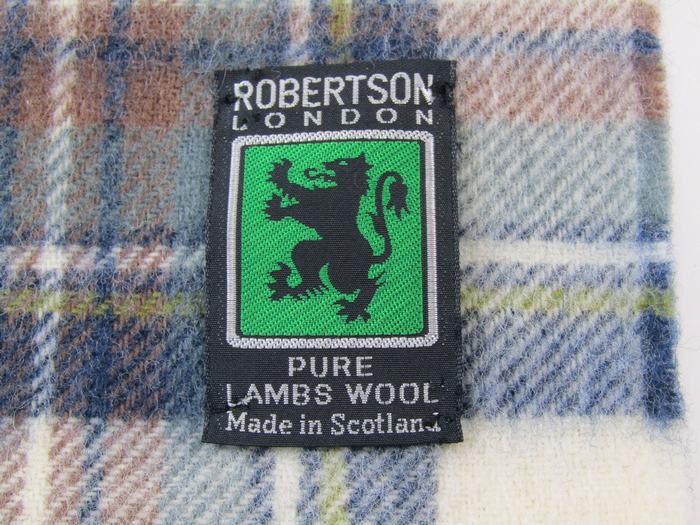 ROBERTSON
LONDON
PURE
LAMBS WOOL
Made in Scotland